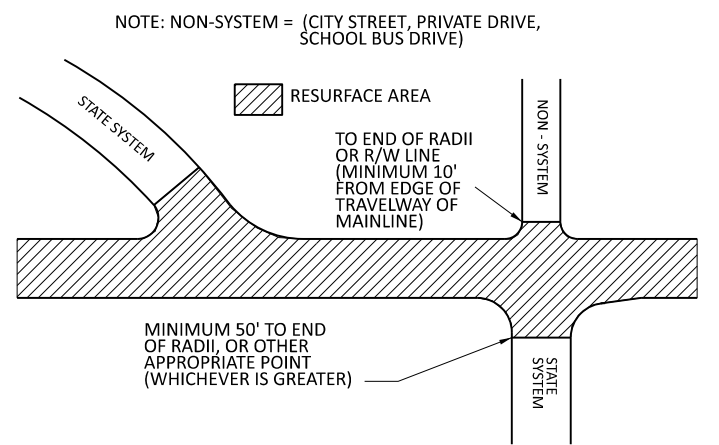 NOTE: NON-SYSTEM = (CITY STREET, PRIVATE DRIVE,
SCHOOL BUS DRIVE)
STATE SYSTEM
RESURFACE AREA
NON - SYSTEM
TO END OF RADII
OR R/W LINE
(MINIMUM 10'
FROM EDGE OF
TRAVELWAY OF
MAINLINE)
MINIMUM 50' TO END
OF RADII, OR OTHER
APPROPRIATE POINT
(WHICHEVER IS GREATER)
STATE
SYSTEM